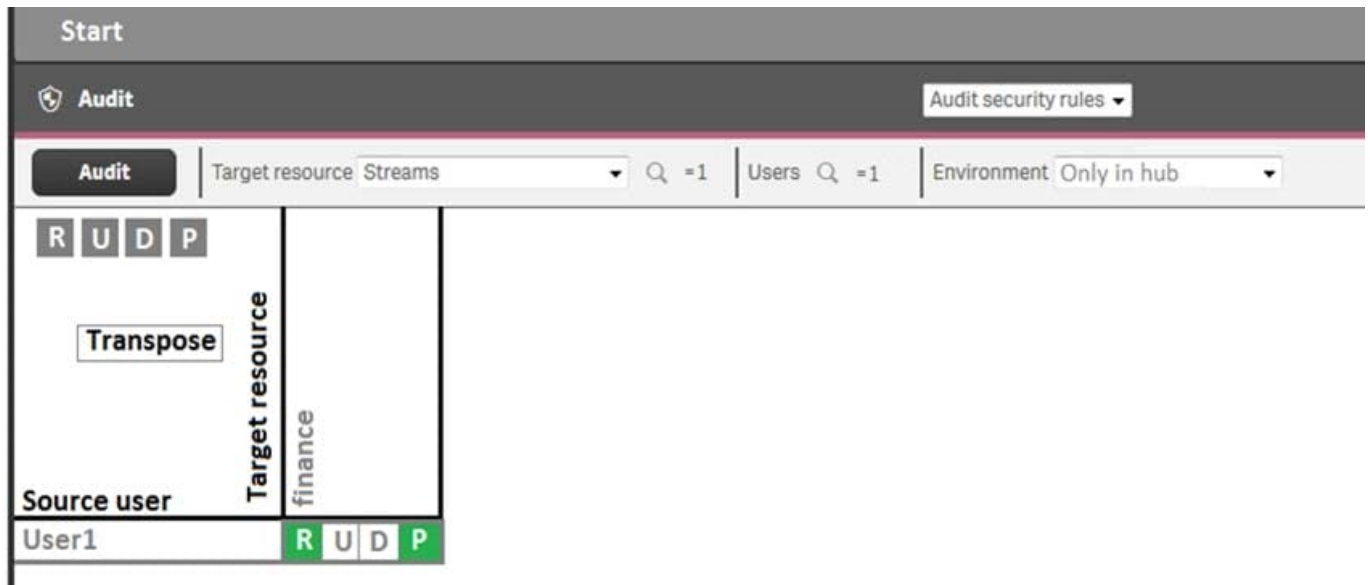 Start
Audit Audit security rules
Audit Target resource Streams =1 Users =1 Environment Only in hub
R U D P
Transpose
Target resource
finance
Source user
User1 R U D P